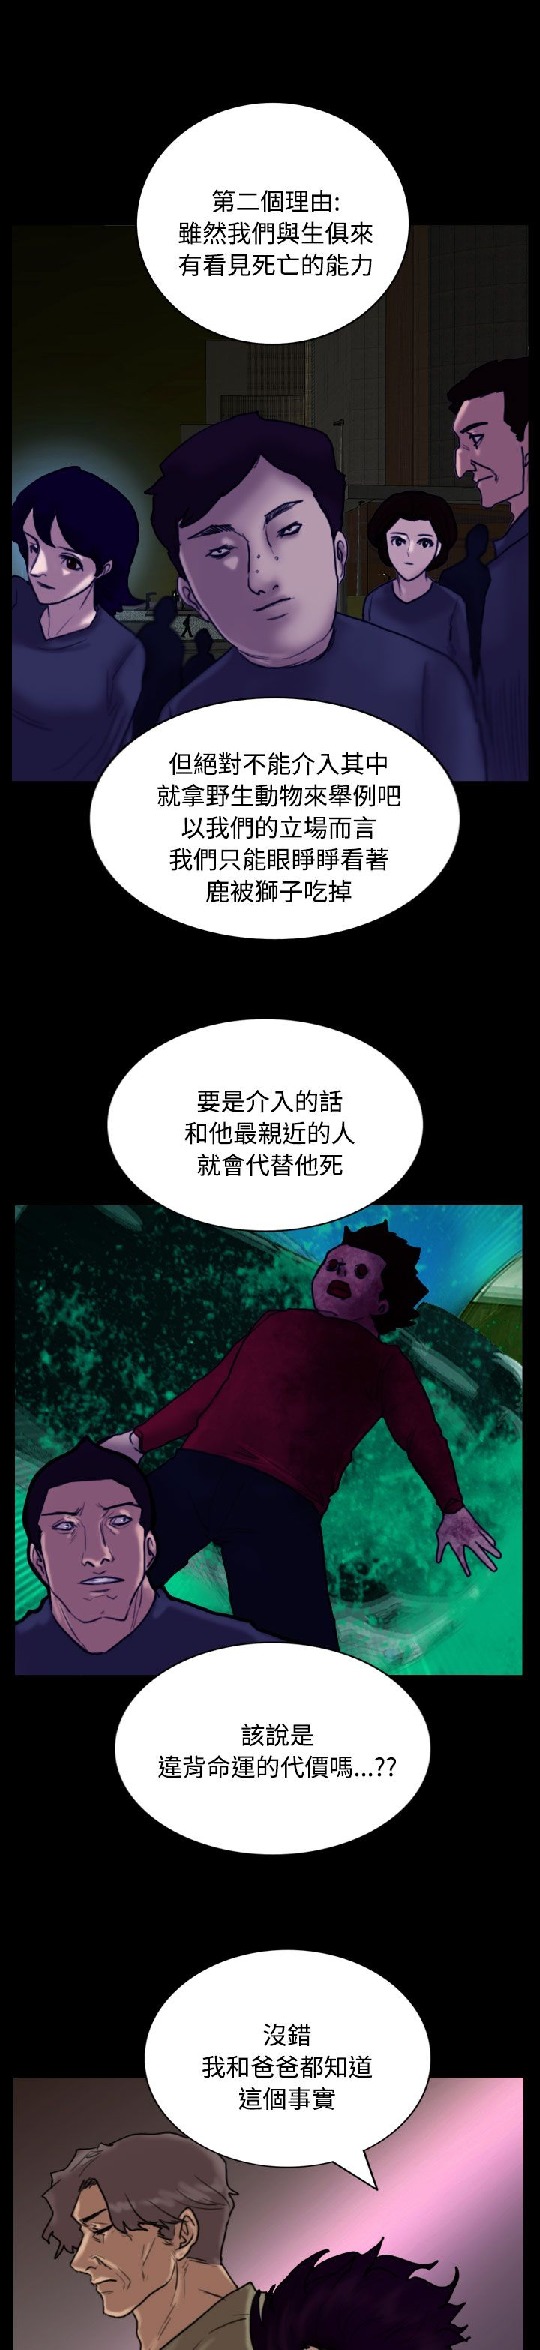 第二個理由:
雖然我們與生俱來
有看見死亡的能力
但絕對不能介入其中
就拿野生動物來舉例吧
以我們的立場而言
我們只能眼睜睜看著
鹿被獅子吃掉
要是介入的話
和他最親近的人
就會代替他死
該說是
違背命運的代價嗎...??
沒錯
我和爸爸都知道
這個事實